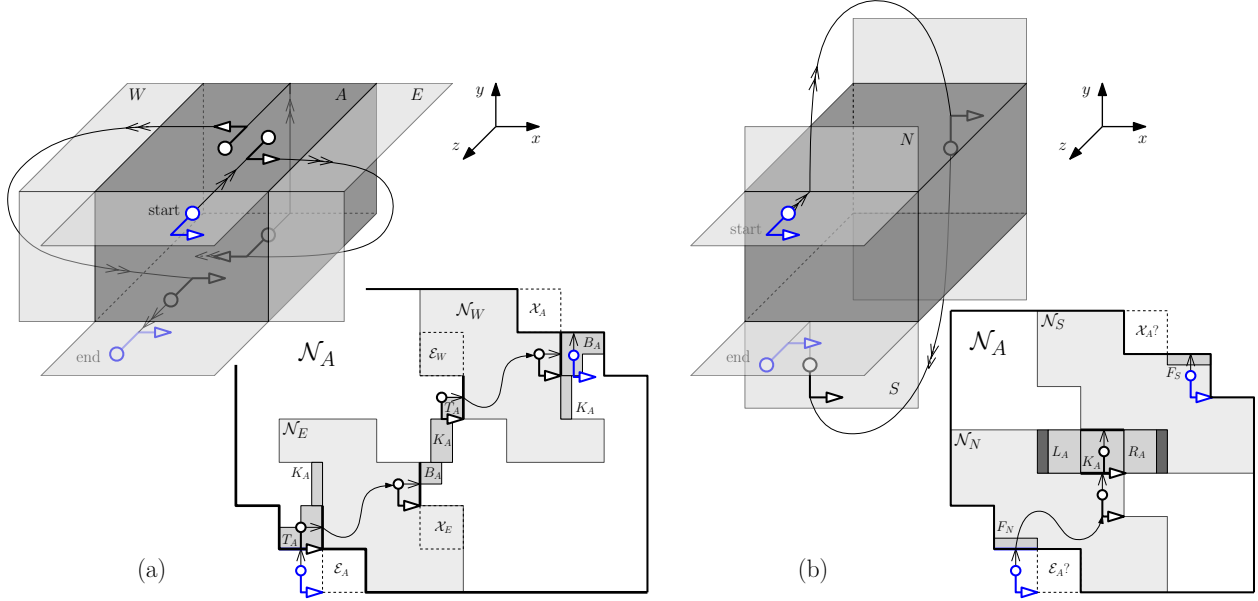 W
A
E
y
x
z
start
end
𝒩_A
𝒩_W
𝒳_A
ℰ_W
B_A
T_A
K_A
𝒩_E
K_A
K_A
B_A
𝒳_E
T_A
ℰ_A
(a)
N
y
x
z
start
end
S
𝒩_A
𝒩_S
𝒳_A?
F_S
𝒩_N
L_A
K_A
R_A
F_N
ℰ_A?
(b)